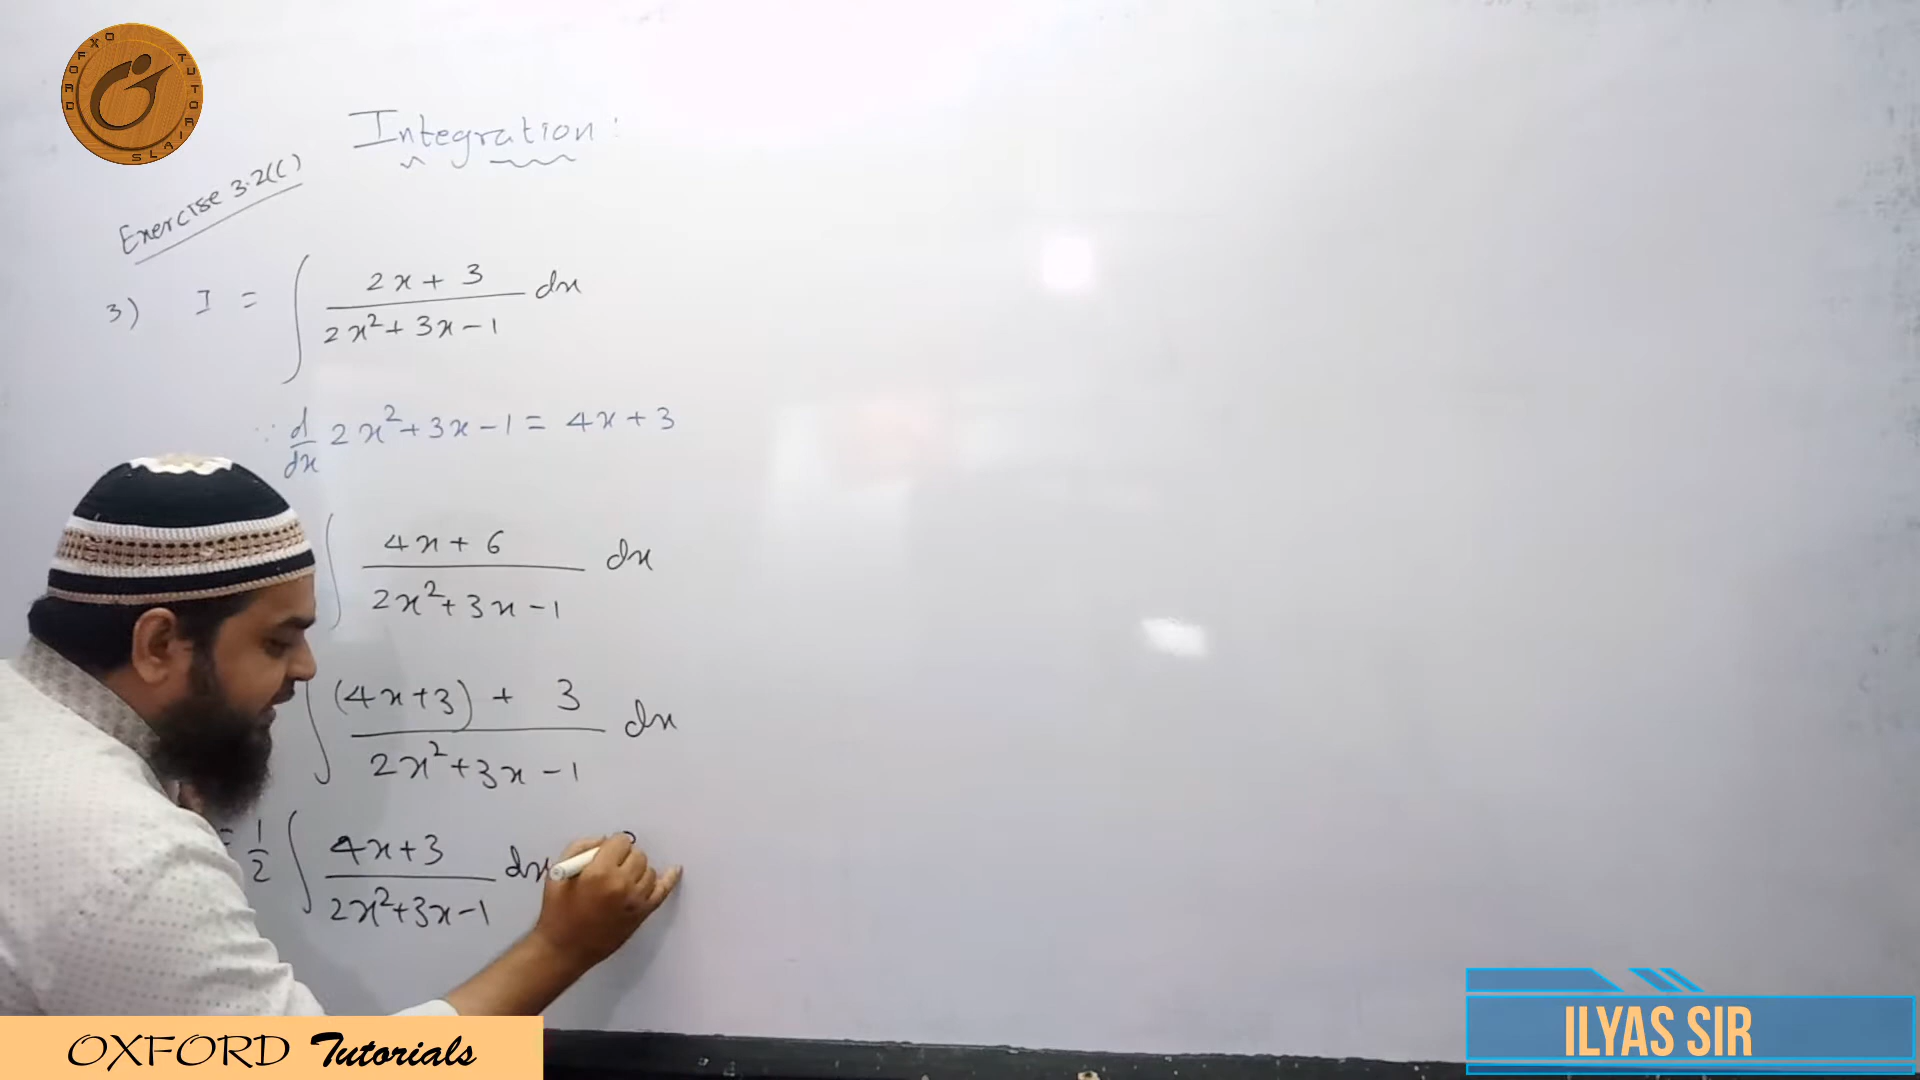 OXFORD TUTORIALS
Integration:
Exercise 3.2(C)
3) I = ∫ (2x + 3)/(2x² + 3x - 1) dx
∵ d/dx 2x² + 3x - 1 = 4x + 3
∫ (4x + 6)/(2x² + 3x - 1) dx
∫ ((4x + 3) + 3)/(2x² + 3x - 1) dx
= 1/2 ∫ (4x + 3)/(2x² + 3x - 1) dx
OXFORD Tutorials
ILYAS SIR